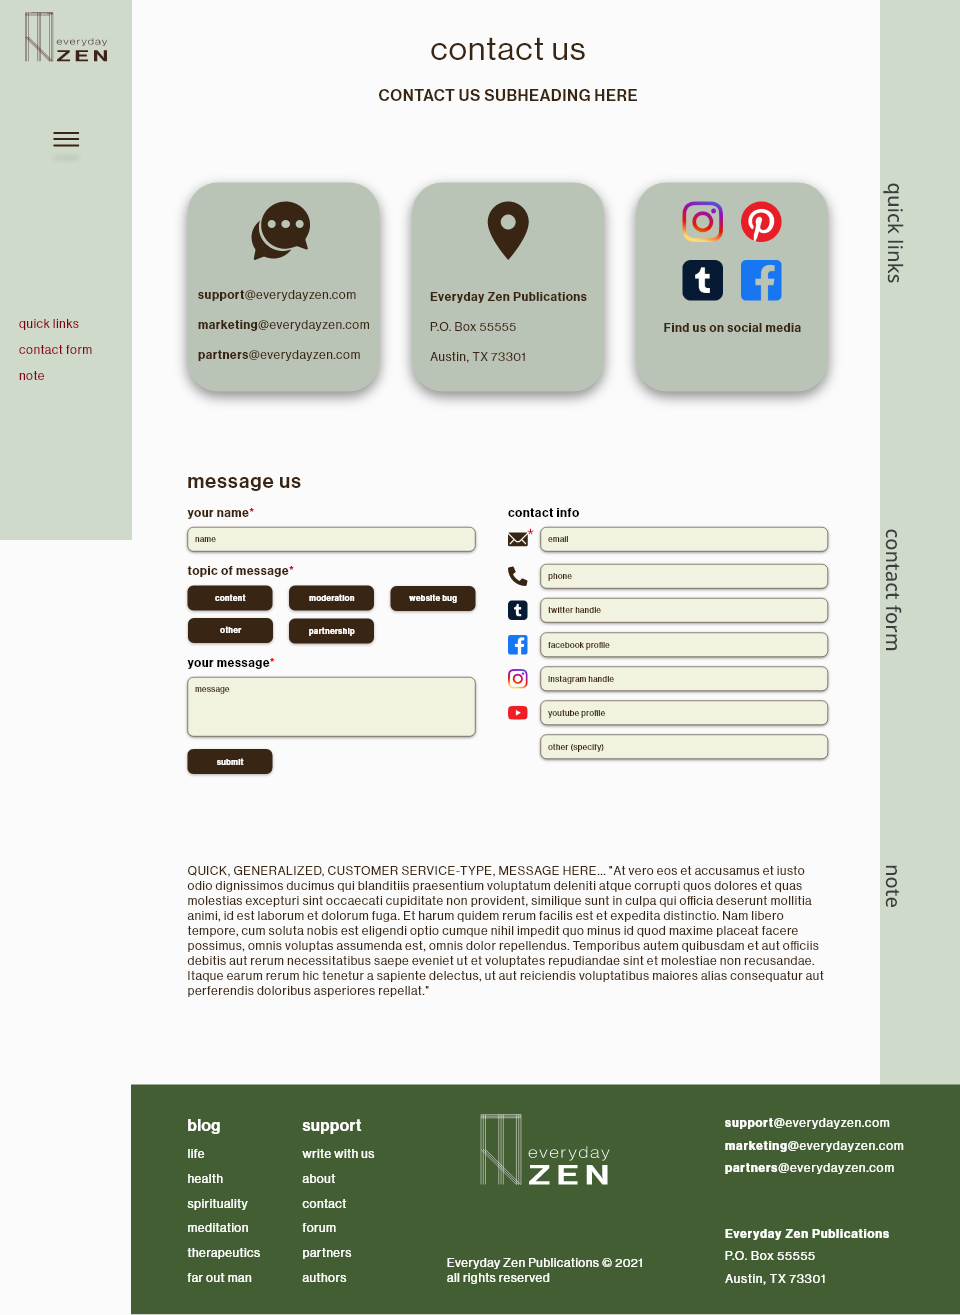 everyday
ZEN
quick links
contact form
note
contact us
CONTACT US SUBHEADING HERE
support@everydayzen.com
marketing@everydayzen.com
partners@everydayzen.com
Everyday Zen Publications
P.O. Box 55555
Austin, TX 73301
Find us on social media
message us
your name*
name
topic of message*
content
moderation
website bug
other
partnership
your message*
message
submit
contact info
*
email
phone
twitter handle
facebook profile
instagram handle
youtube profile
other (specify)
QUICK, GENERALIZED, CUSTOMER SERVICE-TYPE, MESSAGE HERE... "At vero eos et accusamus et iusto
odio dignissimos ducimus qui blanditiis praesentium voluptatum deleniti atque corrupti quos dolores et quas
molestias excepturi sint occaecati cupiditate non provident, similique sunt in culpa qui officia deserunt mollitia
animi, id est laborum et dolorum fuga. Et harum quidem rerum facilis est et expedita distinctio. Nam libero
tempore, cum soluta nobis est eligendi optio cumque nihil impedit quo minus id quod maxime placeat facere
possimus, omnis voluptas assumenda est, omnis dolor repellendus. Temporibus autem quibusdam et aut officiis
debitis aut rerum necessitatibus saepe eveniet ut et voluptates repudiandae sint et molestiae non recusandae.
Itaque earum rerum hic tenetur a sapiente delectus, ut aut reiciendis voluptatibus maiores alias consequatur aut
perferendis doloribus asperiores repellat."
quick links
contact form
note
blog
life
health
spirituality
meditation
therapeutics
far out man
support
write with us
about
contact
forum
partners
authors
everyday
ZEN
Everyday Zen Publications © 2021
all rights reserved
support@everydayzen.com
marketing@everydayzen.com
partners@everydayzen.com
Everyday Zen Publications
P.O. Box 55555
Austin, TX 73301